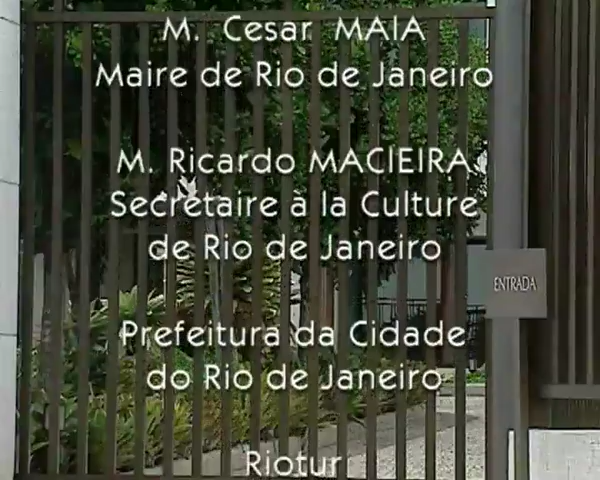 M. Cesar MAIA
Maire de Rio de Janeiro
M. Ricardo MACIEIRA
Secrétaire à la Culture
de Rio de Janeiro
ENTRADA
Prefeitura da Cidade
do Rio de Janeiro
Riotur